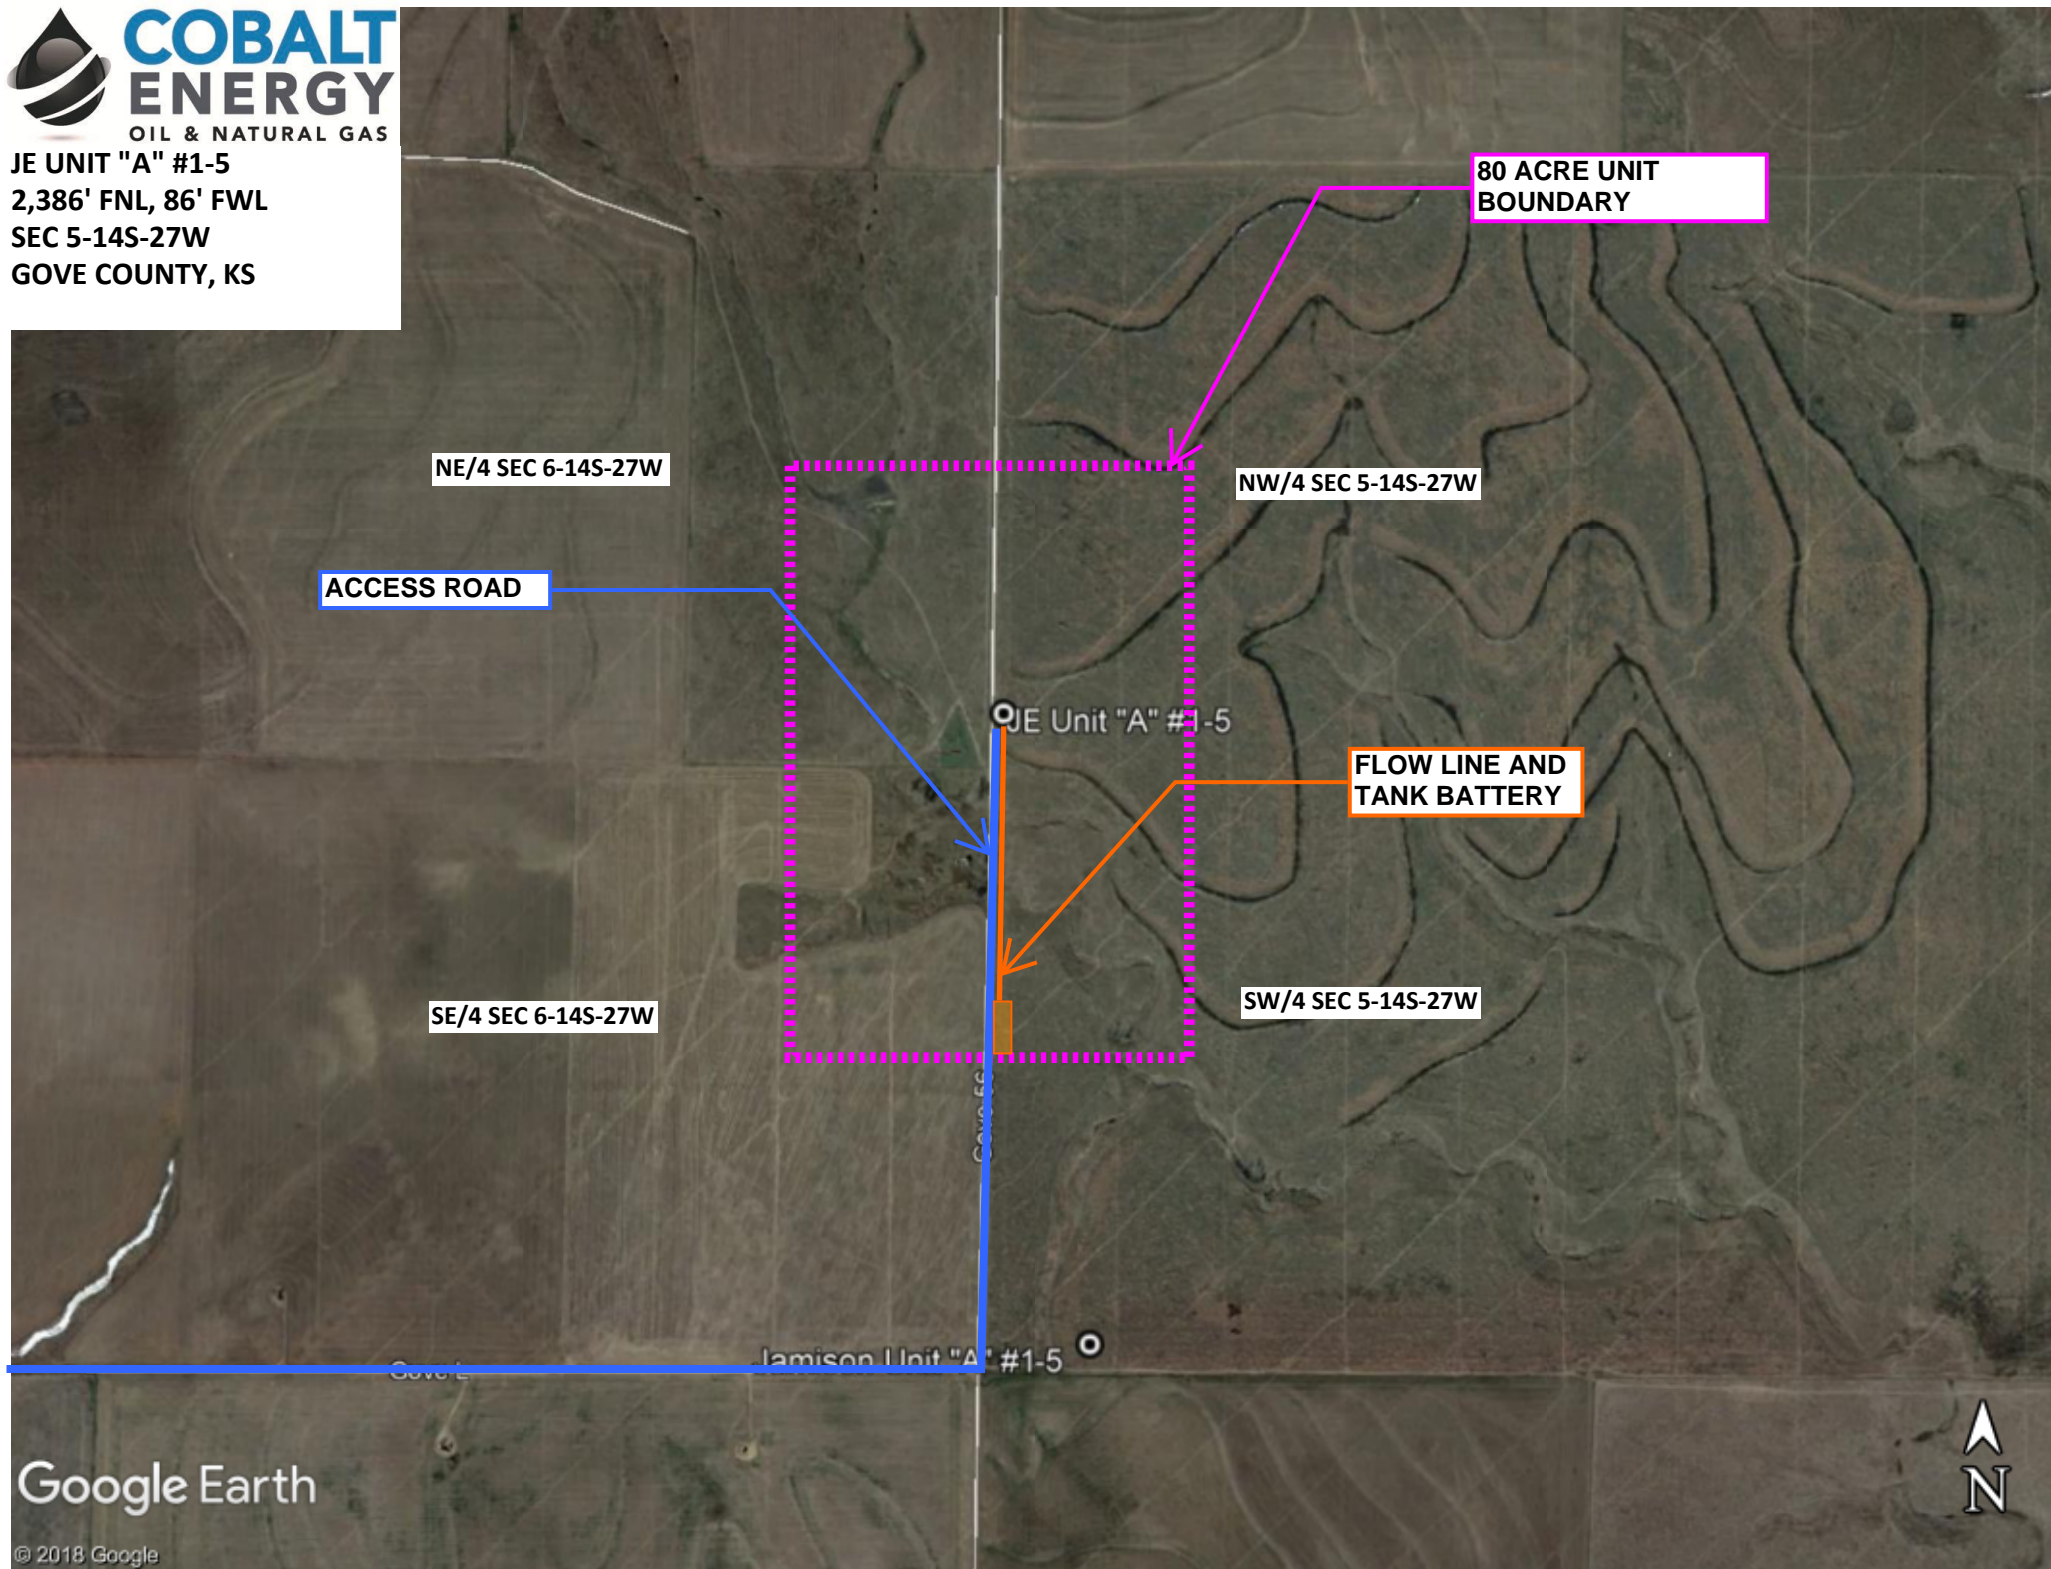 COBALT
ENERGY
OIL & NATURAL GAS
JE UNIT "A" #1-5
2,386' FNL, 86' FWL
SEC 5-14S-27W
GOVE COUNTY, KS
80 ACRE UNIT
BOUNDARY
NE/4 SEC 6-14S-27W
NW/4 SEC 5-14S-27W
ACCESS ROAD
JE Unit "A" #1-5
FLOW LINE AND
TANK BATTERY
SE/4 SEC 6-14S-27W
SW/4 SEC 5-14S-27W
Jamison Unit "A" #1-5
Gove L
Google Earth
N
© 2018 Google